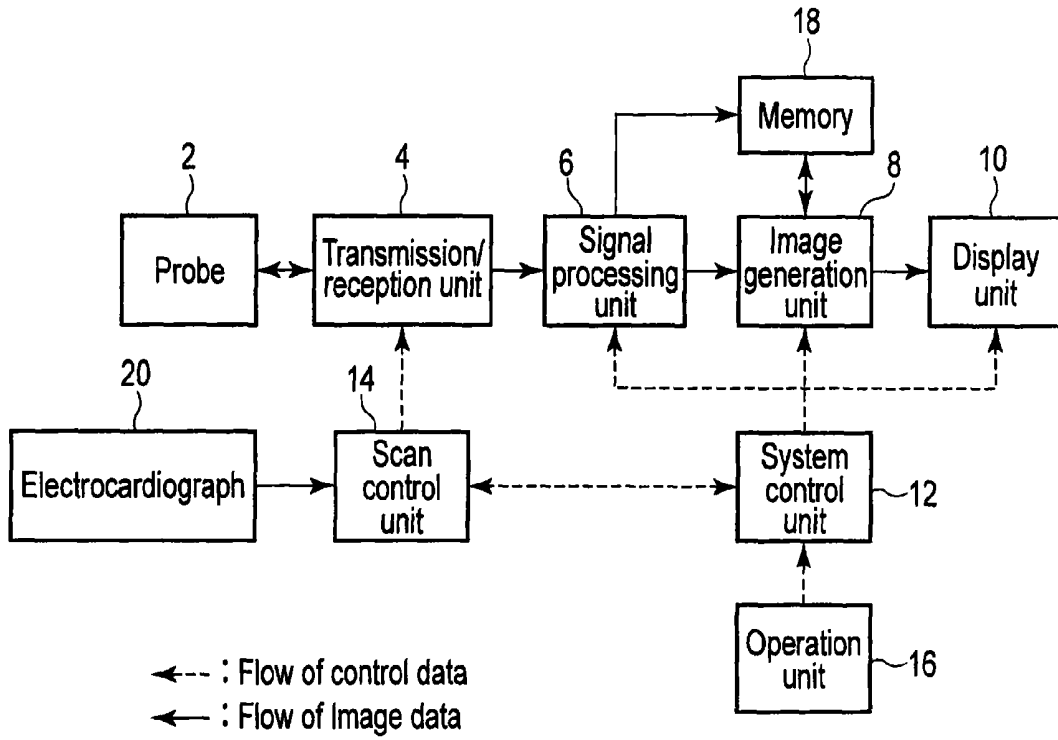 18
Memory
2
4
6
8
10
Probe
Transmission/
reception unit
Signal
processing
unit
Image
generation
unit
Display
unit
20
14
Electrocardiograph
Scan
control
unit
System
control
unit
12
Operation
unit
16
: Flow of control data
: Flow of Image data